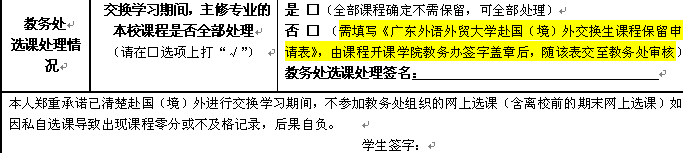 教务处
选课处理情
况
交换学习期间，主修专业的
本校课程是否全部处理
（请在□选项上打“√”）
是 □（全部课程确定不需保留，可全部处理）
否 □（需填写《广东外语外贸大学赴国（境）外交换生课程保留申
请表》，由课程开课学院教务办签字盖章后，随该表交至教务处审核）
教务处选课处理签名：
本人郑重承诺已清楚赴国（境）外进行交换学习期间，不参加教务处组织的网上选课（含离校前的期末网上选课）如
因私自选课导致出现课程零分或不及格记录，后果自负。
学生签字：